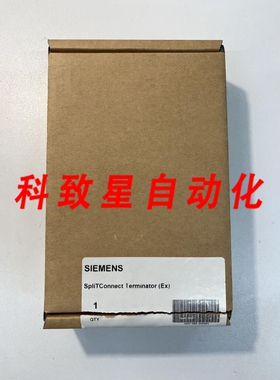 科致星自动化
SIEMENS
SpliTConnect Terminator (Ex)
1
QTY